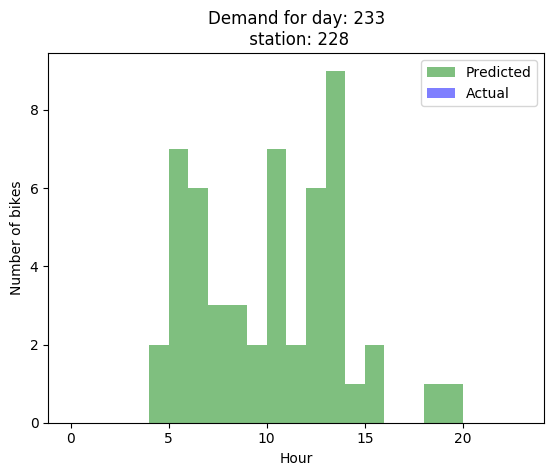 Demand for day: 233
station: 228
Predicted
Actual
Number of bikes
8
6
4
2
0
0
5
10
15
20
Hour